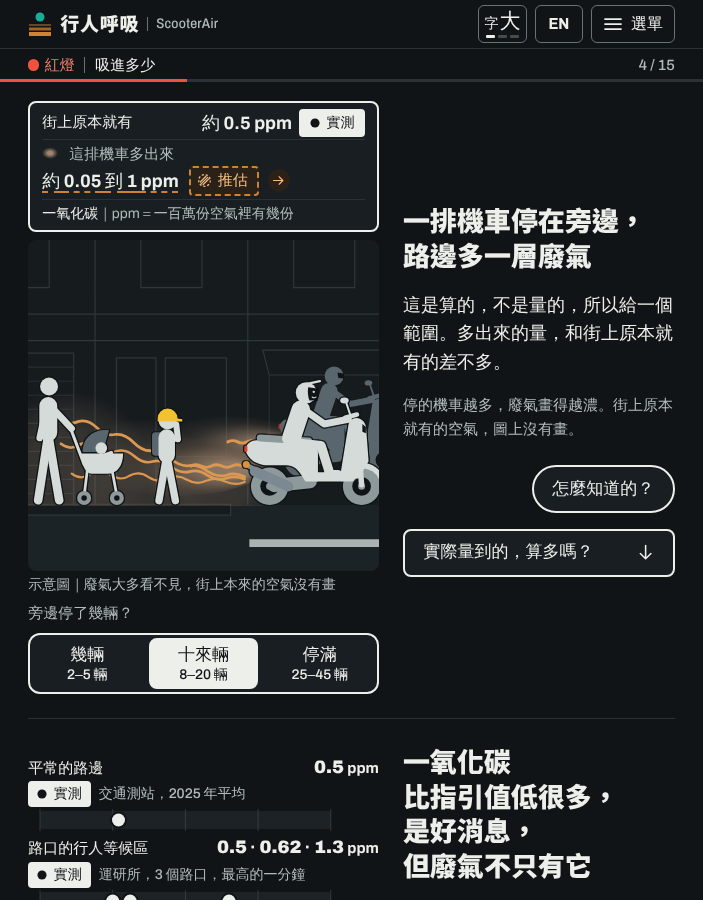 行人呼吸 | ScooterAir
字大
EN
選單
紅燈 | 吸進多少
4 / 15
街上原本就有
約 0.5 ppm
實測
這排機車多出來
約 0.05 到 1 ppm
推估
→
一氧化碳｜ppm＝一百萬份空氣裡有幾份
一排機車停在旁邊，
路邊多一層廢氣
這是算的，不是量的，所以給一個
範圍。多出來的量，和街上原本就
有的差不多。
停的機車越多，廢氣畫得越濃。街上原本
就有的空氣，圖上沒有畫。
怎麼知道的？
實際量到的，算多嗎？ ↓
示意圖｜廢氣大多看不見，街上本來的空氣沒有畫
旁邊停了幾輛？
幾輛
2–5 輛
十來輛
8–20 輛
停滿
25–45 輛
平常的路邊
0.5 ppm
實測
交通測站，2025 年平均
路口的行人等候區
0.5 · 0.62 · 1.3 ppm
實測
運研所，3 個路口，最高的一分鐘
一氧化碳
比指引值低很多，
是好消息，
但廢氣不只有它